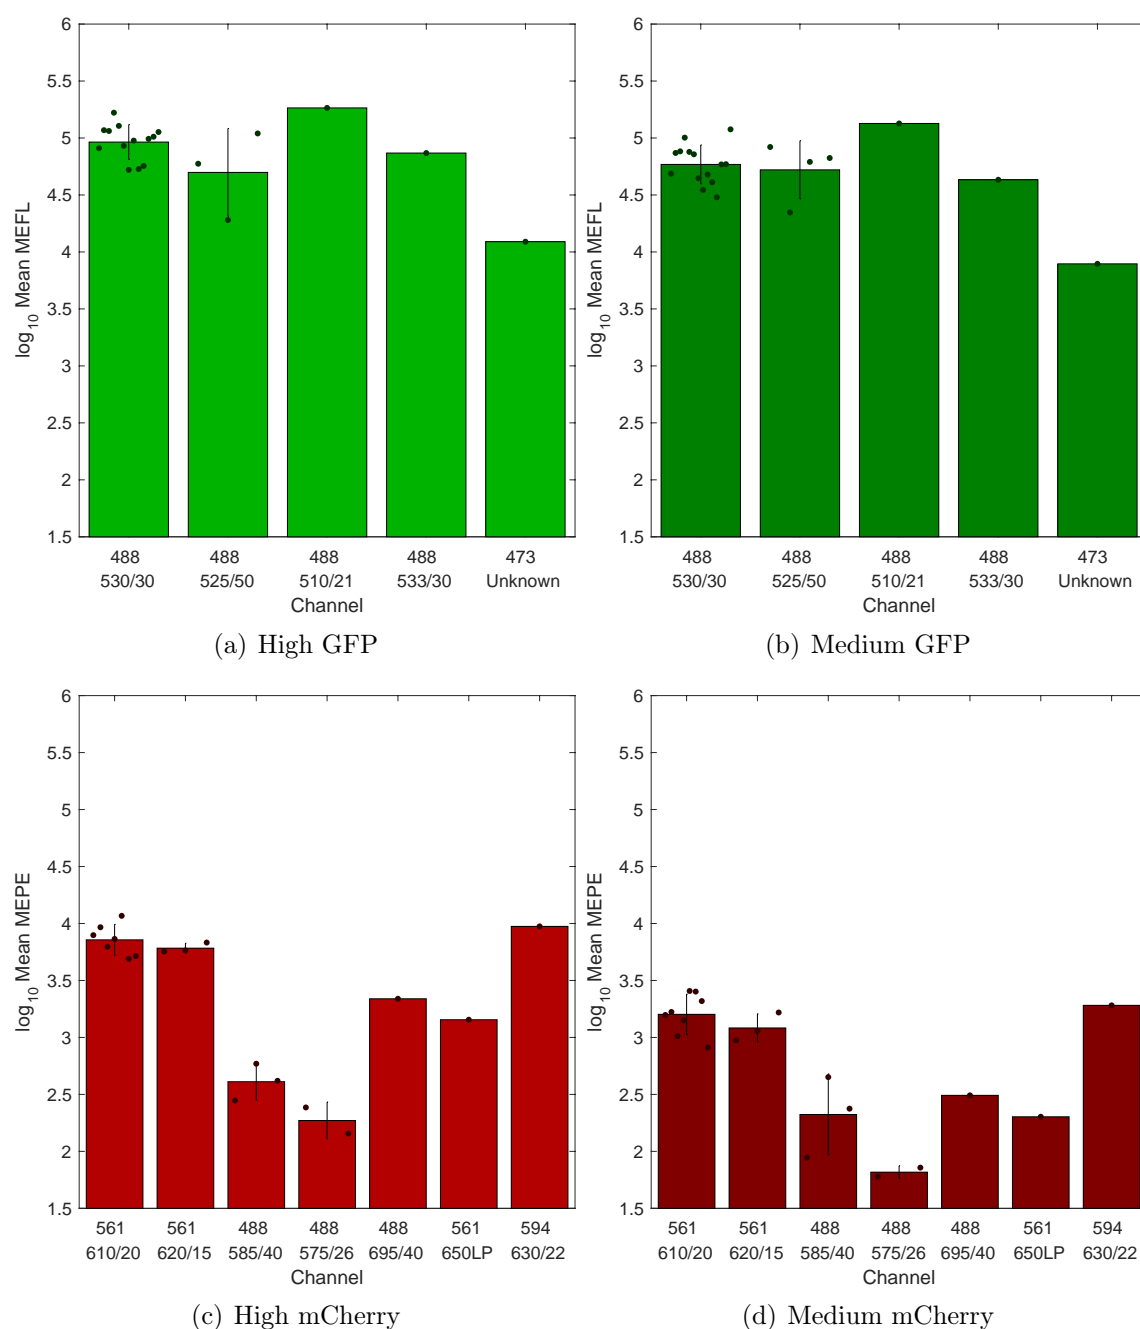 6
5.5
5
4.5
4
3.5
3
2.5
2
1.5
log10 Mean MEFL
488 488 488 488 473
530/30 525/50 510/21 533/30 Unknown
Channel
(a) High GFP
6
5.5
5
4.5
4
3.5
3
2.5
2
1.5
log10 Mean MEFL
488 488 488 488 473
530/30 525/50 510/21 533/30 Unknown
Channel
(b) Medium GFP
6
5.5
5
4.5
4
3.5
3
2.5
2
1.5
log10 Mean MEPE
561 561 488 488 488 561 594
610/20 620/15 585/40 575/26 695/40 650LP 630/22
Channel
(c) High mCherry
6
5.5
5
4.5
4
3.5
3
2.5
2
1.5
log10 Mean MEPE
561 561 488 488 488 561 594
610/20 620/15 585/40 575/26 695/40 650LP 630/22
Channel
(d) Medium mCherry